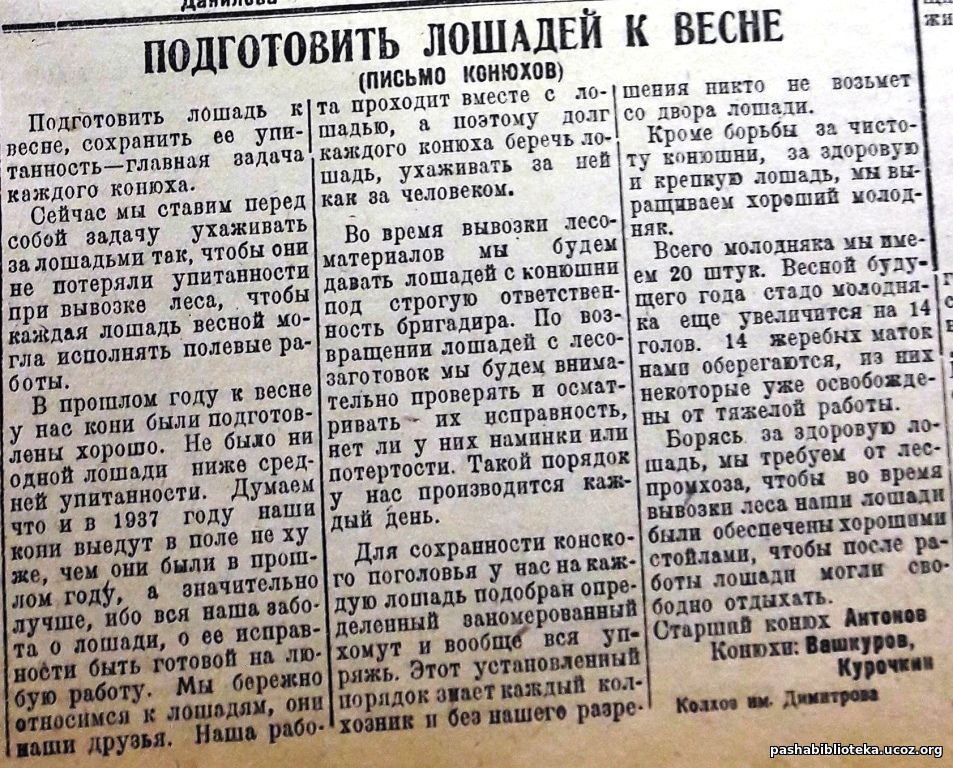 Данилова
ПОДГОТОВИТЬ ЛОШАДЕЙ К ВЕСНЕ
(ПИСЬМО КОНЮХОВ)
Подготовить лошадь к
весне, сохранить ее упи-
танность—главная задача
каждого конюха.
Сейчас мы ставим перед
собой задачу ухаживать
за лошадьми так, чтобы они
не потеряли упитанности
при вывозке леса, чтобы
каждая лошадь весной мо-
гла исполнять полевые ра-
боты.
В прошлом году к весне
у нас кони были подготов-
лены хорошо. Не было ни
одной лошади ниже сред-
ней упитанности. Думаем
что и в 1937 году наши
кони выедут в поле не ху
же, чем они были в прош-
лом году, а значительно
лучше, ибо вся наша забо-
та о лошади, о ее исправ-
ности быть готовой на лю-
бую работу. Мы бережно
относимся к лошадям, они
наши друзья. Наша рабо-
та проходит вместе с ло-
шадью, а поэтому долг
каждого конюха беречь ло-
шадь, ухаживать за ней
как за человеком.
Во время вывозки лесо-
материалов мы будем
давать лошадей с конюшни
под строгую ответствен-
ность бригадира. По воз-
вращении лошадей с лесо-
заготовок мы будем внима-
тельно проверять и осмат-
ривать их исправность,
нет ли у них наминки или
потертости. Такой порядок
у нас производится каж-
дый день.
Для сохранности конско-
го поголовья у нас на каж-
дую лошадь подобран опре-
деленный заномерованный
хомут и вообще вся уп-
ряжь. Этот установленный
порядок знает каждый кол-
хозник и без нашего разре-
шения никто не возьмет
со двора лошади.
Кроме борьбы за чисто-
ту конюшни, за здоровую
и крепкую лошадь, мы вы-
ращиваем хороший молод-
няк.
Всего молодняка мы име-
ем 20 штук. Весной буду-
щего года стадо молодня-
ка еще увеличится на 14
голов. 14 жеребых маток
нами оберегаются, из них
некоторые уже освобожде-
ны от тяжелой работы.
Борясь за здоровую ло-
шадь, мы требуем от лес-
промхоза, чтобы во время
вывозки леса наши лошади
были обеспечены хорошими
стойлами, чтобы после ра-
боты лошади могли сво-
бодно отдыхать.
Старший конюх Антонов
Конюхи: Вашкуров,
Курочкин
Колхоз им. Димитрова
pashabiblioteka.ucoz.org